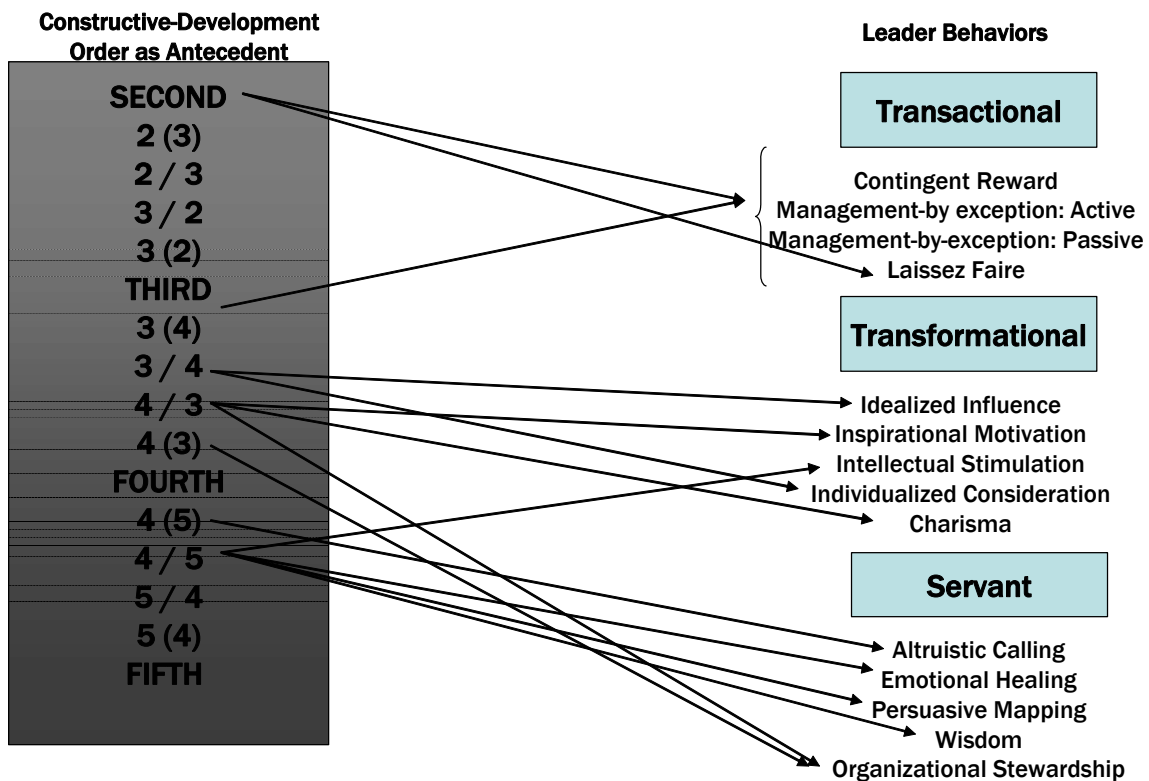 Constructive-Development
Order as Antecedent
SECOND
2 (3)
2 / 3
3 / 2
3 (2)
THIRD
3 (4)
3 / 4
4 / 3
4 (3)
FOURTH
4 (5)
4 / 5
5 / 4
5 (4)
FIFTH
Leader Behaviors
Transactional
Contingent Reward
Management-by exception: Active
Management-by-exception: Passive
Laissez Faire
Transformational
Idealized Influence
Inspirational Motivation
Intellectual Stimulation
Individualized Consideration
Charisma
Servant
Altruistic Calling
Emotional Healing
Persuasive Mapping
Wisdom
Organizational Stewardship